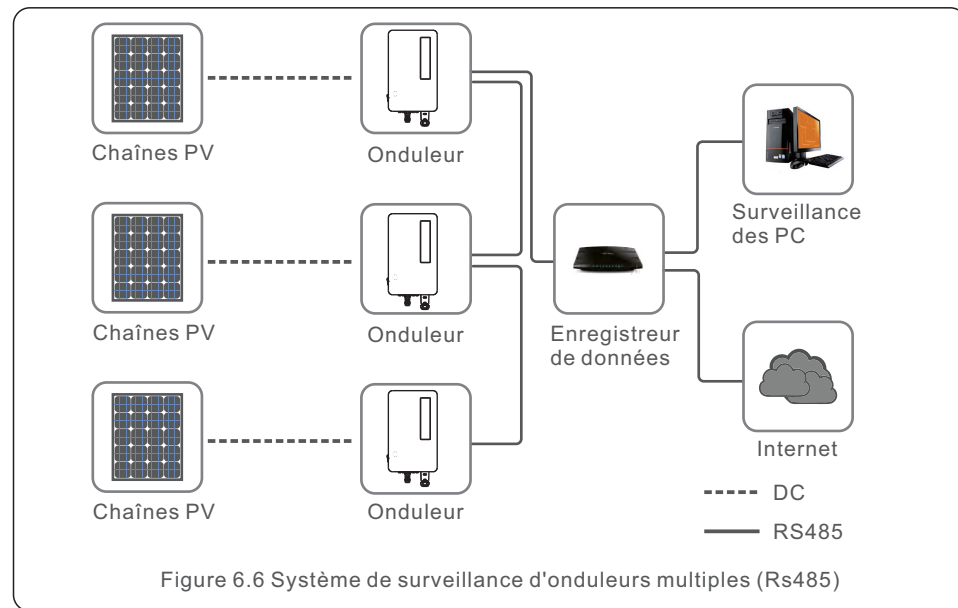 Chaînes PV
Onduleur
Surveillance
des PC
Chaînes PV
Onduleur
Enregistreur
de données
Internet
Chaînes PV
Onduleur
DC
RS485
Figure 6.6 Système de surveillance d'onduleurs multiples (Rs485)